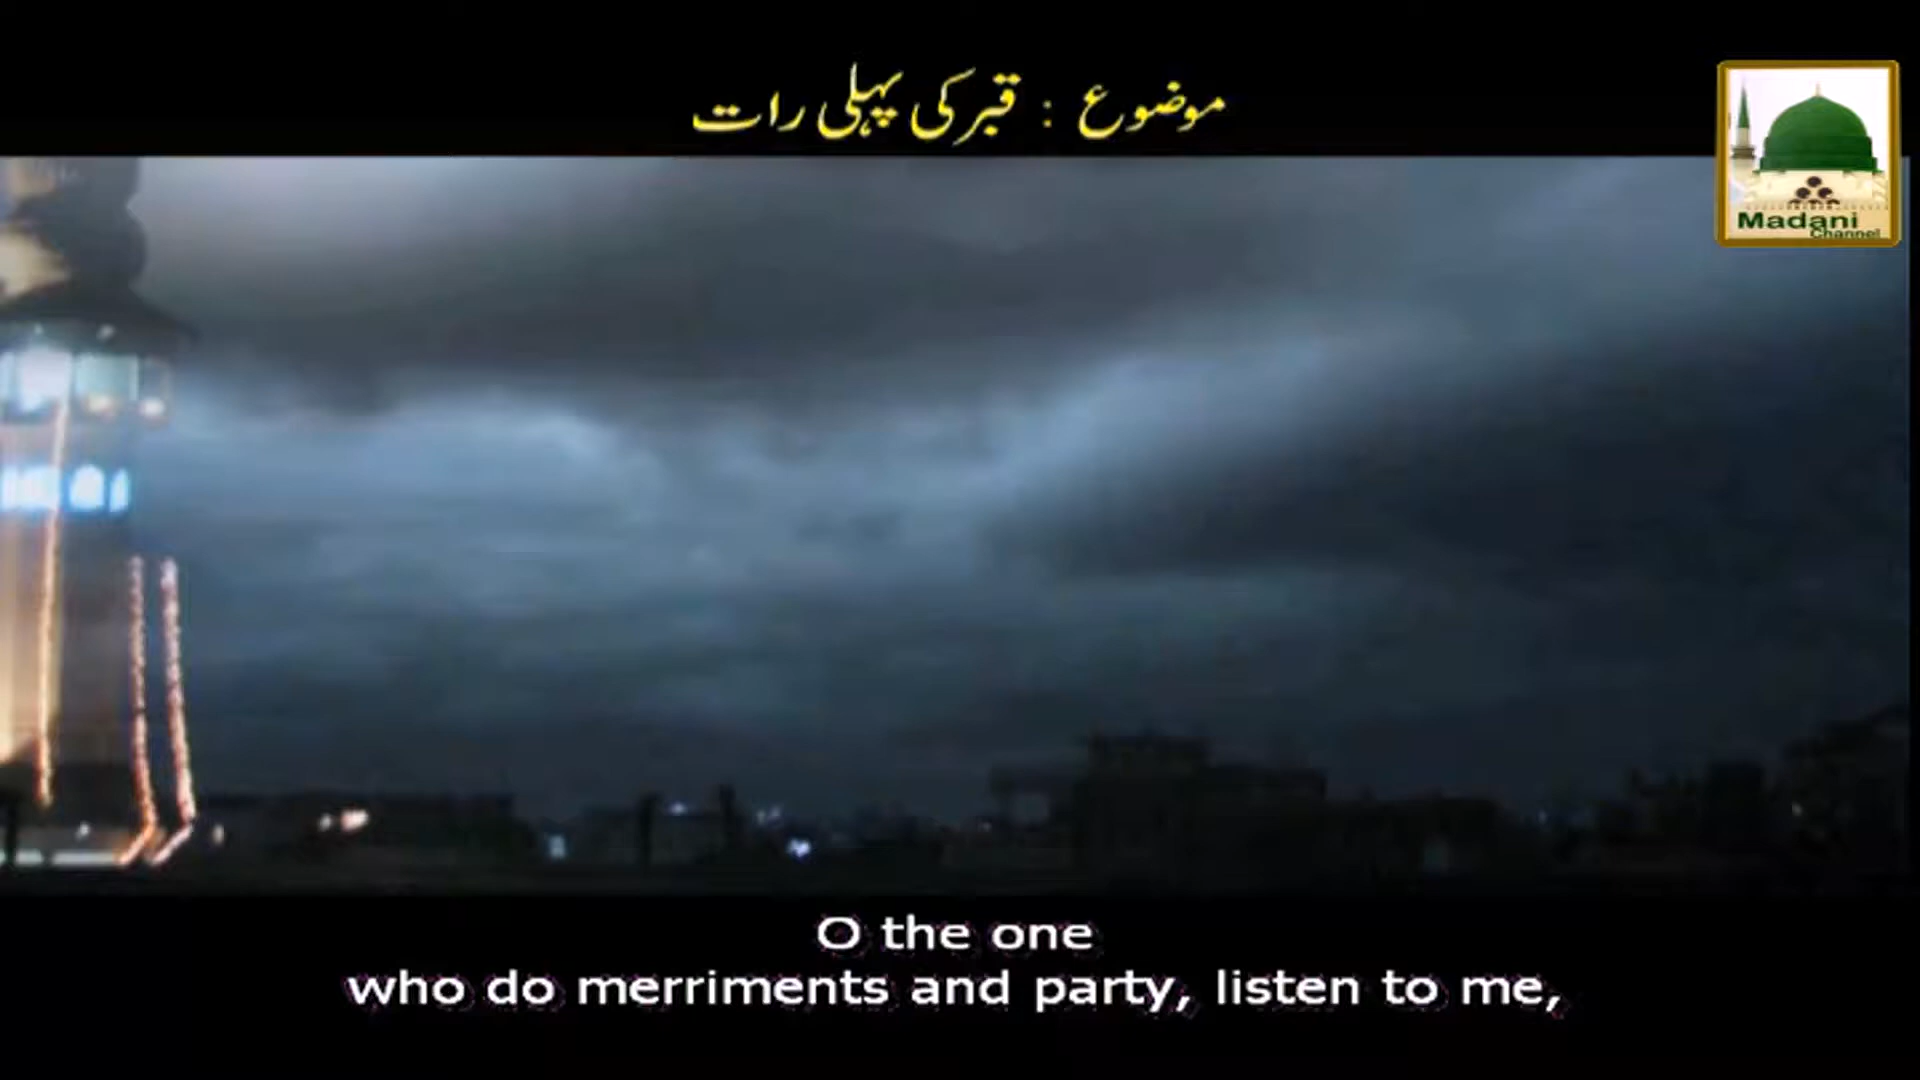 موضوع : قبر کی پہلی رات
Madani
Channel
O the one
who do merriments and party, listen to me,